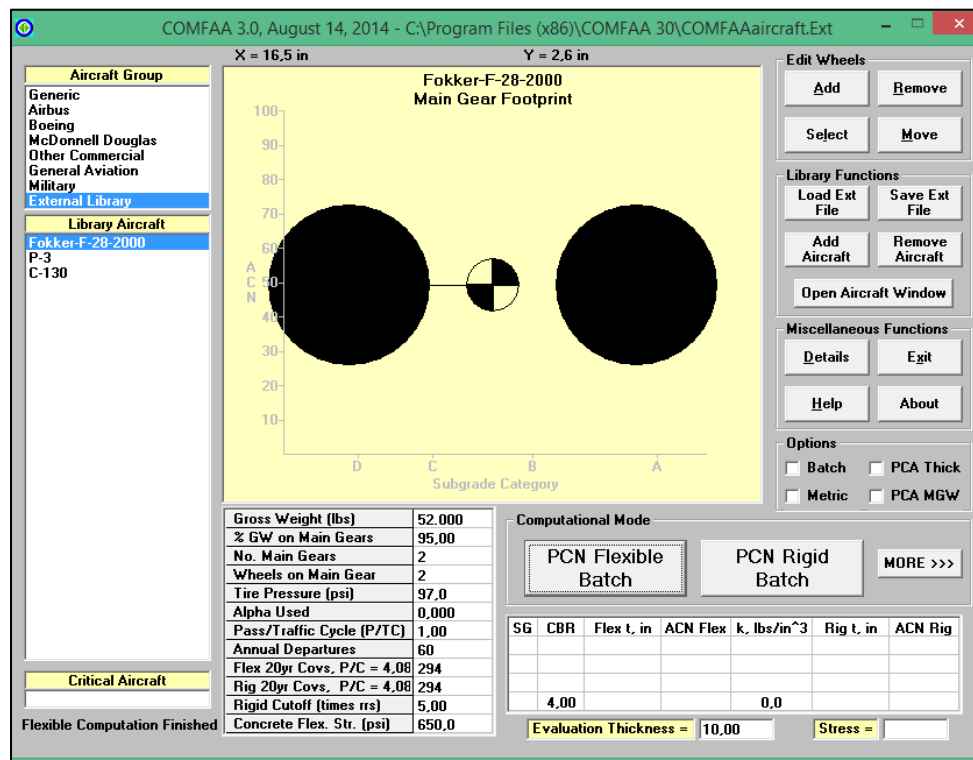 COMFAA 3.0, August 14, 2014 - C:\Program Files (x86)\COMFAA 30\COMFAAaircraft.Ext
X = 16,5 in Y = 2,6 in
Aircraft Group
Generic
Airbus
Boeing
McDonnell Douglas
Other Commercial
General Aviation
Military
External Library
Library Aircraft
Fokker-F-28-2000
P-3
C-130
Critical Aircraft
Flexible Computation Finished
Fokker-F-28-2000
Main Gear Footprint
100
90
80
70
60
50
40
30
20
10
A
C
N
D C B A
Subgrade Category
Gross Weight (lbs) 52.000
% GW on Main Gears 95,00
No. Main Gears 2
Wheels on Main Gear 2
Tire Pressure (psi) 97,0
Alpha Used 0,000
Pass/Traffic Cycle (P/TC) 1,00
Annual Departures 60
Flex 20yr Covs, P/C = 4,08 294
Rig 20yr Covs, P/C = 4,08 294
Rigid Cutoff (times rrs) 5,00
Concrete Flex. Str. (psi) 650,0
Edit Wheels
Add Remove
Select Move
Library Functions
Load Ext File Save Ext File
Add Aircraft Remove Aircraft
Open Aircraft Window
Miscellaneous Functions
Details Exit
Help About
Options
Batch PCA Thick
Metric PCA MGW
Computational Mode
PCN Flexible Batch PCN Rigid Batch MORE >>>
SG CBR Flex t, in ACN Flex k, lbs/in^3 Rig t, in ACN Rig
4,00 0,0
Evaluation Thickness = 10,00 Stress =